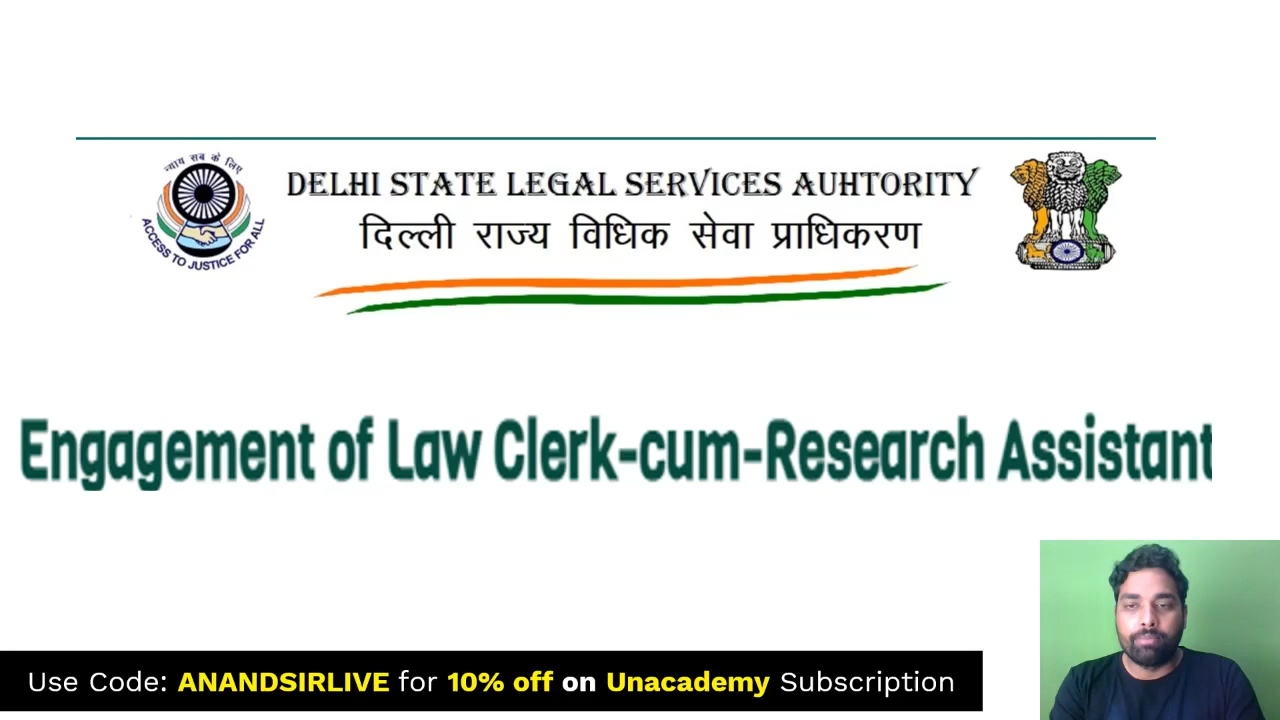 न्याय सब के लिए
ACCESS TO JUSTICE FOR ALL
DELHI STATE LEGAL SERVICES AUHTORITY
दिल्ली राज्य विधिक सेवा प्राधिकरण
Engagement of Law Clerk-cum-Research Assistant
Use Code: ANANDSIRLIVE for 10% off on Unacademy Subscription